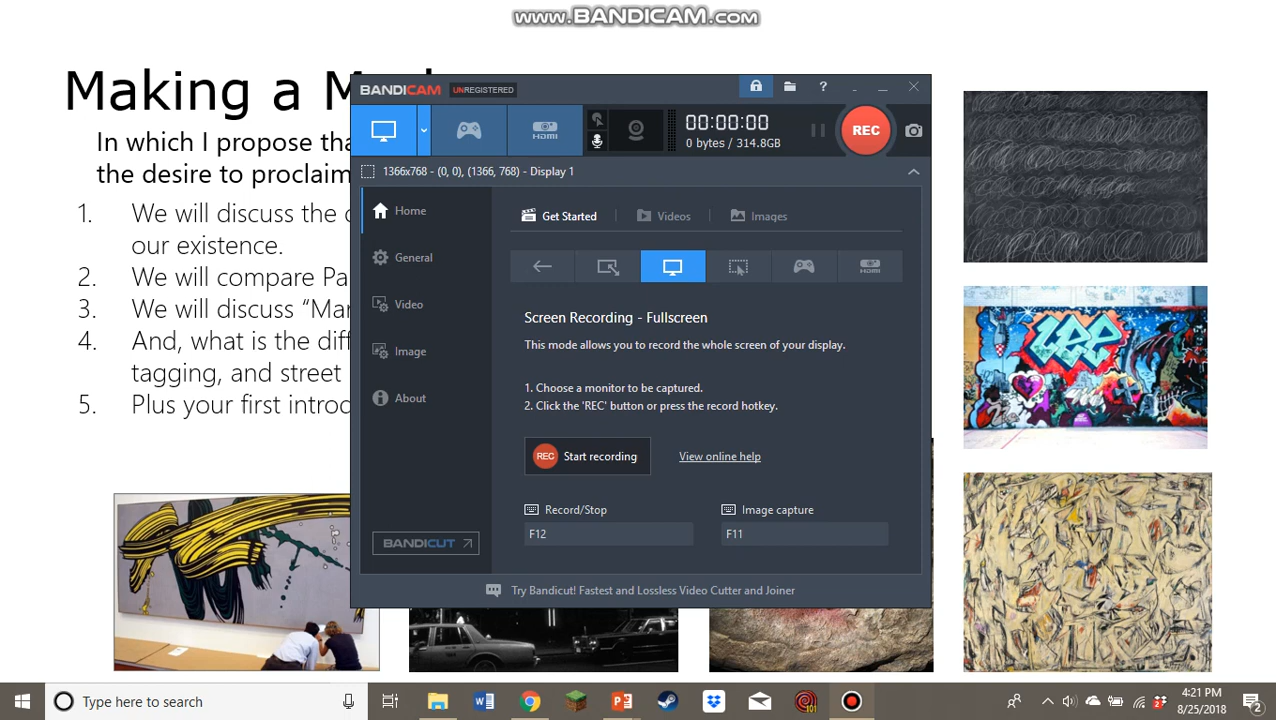 www.BANDICAM.com
Making a M
In which I propose tha
the desire to proclaim
1. We will discuss the
our existence.
2. We will compare Pa
3. We will discuss “Mar
4. And, what is the diff
tagging, and street
5. Plus your first introd
BANDICAM UNREGISTERED
?
HDMI
00:00:00
0 bytes / 314.8GB
REC
1366x768 - (0, 0), (1366, 768) - Display 1
Home
General
Video
Image
About
BANDICUT
Get Started
Videos
Images
HDMI
Screen Recording - Fullscreen
This mode allows you to record the whole screen of your display.
1. Choose a monitor to be captured.
2. Click the 'REC' button or press the record hotkey.
REC Start recording
View online help
Record/Stop
Image capture
F12
F11
Try Bandicut! Fastest and Lossless Video Cutter and Joiner
Type here to search
101
4:21 PM
8/25/2018
2